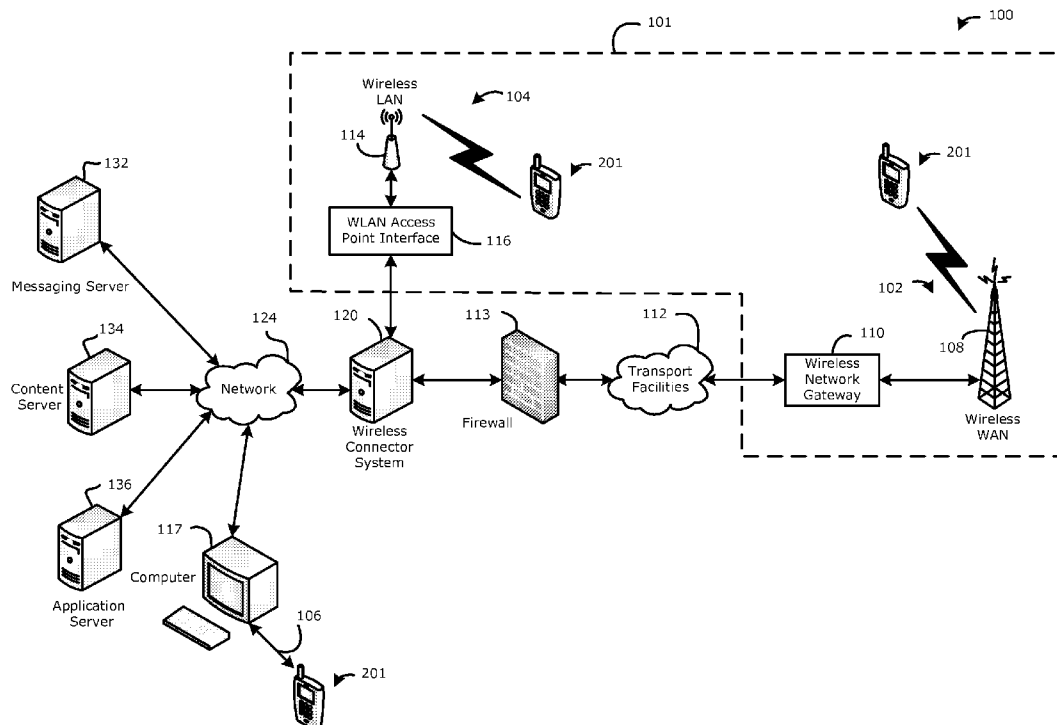 101
100
Wireless
LAN
104
114
201
201
132
WLAN Access
Point Interface
116
Messaging Server
102
120
113
112
134
124
110
108
Content
Server
Network
Transport
Facilities
Wireless
Network
Gateway
Firewall
Wireless
Connector
System
Wireless
WAN
136
117
Computer
Application
Server
106
201